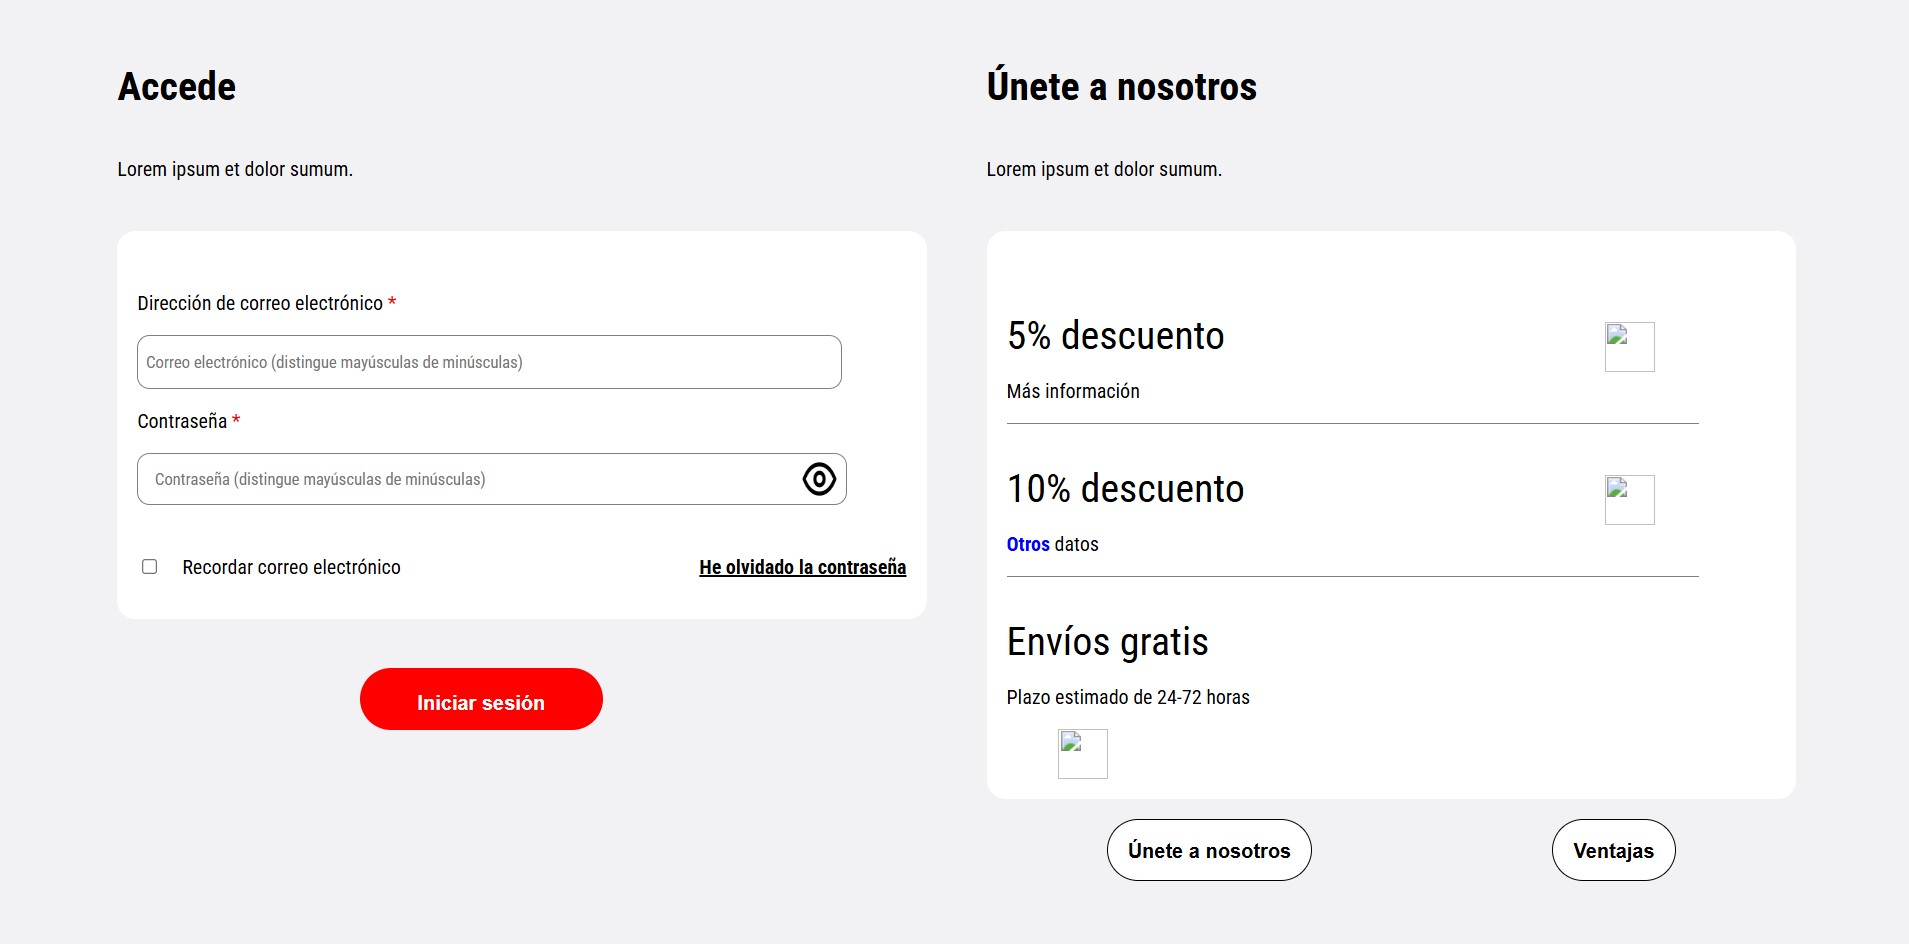 Accede
Lorem ipsum et dolor sumum.
Dirección de correo electrónico *
Correo electrónico (distingue mayúsculas de minúsculas)
Contraseña *
Contraseña (distingue mayúsculas de minúsculas)
Recordar correo electrónico
He olvidado la contraseña
Iniciar sesión
Únete a nosotros
Lorem ipsum et dolor sumum.
5% descuento
Más información
10% descuento
Otros datos
Envíos gratis
Plazo estimado de 24-72 horas
Únete a nosotros
Ventajas